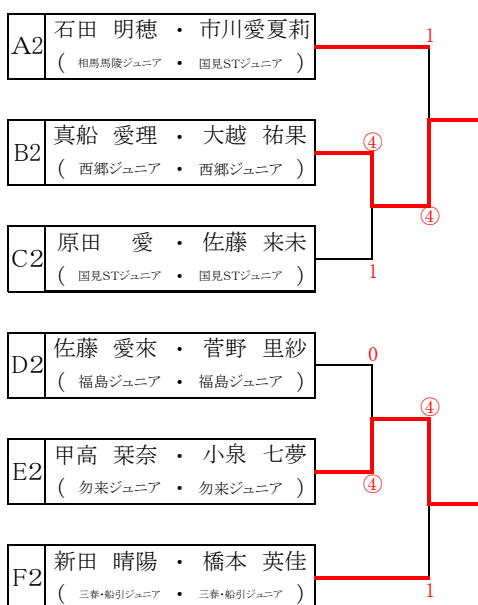 A2 石田 明穂 ・ 市川愛夏莉
( 相馬馬陵ジュニア ・ 国見STジュニア )
1
B2 真船 愛理 ・ 大越 祐果
( 西郷ジュニア ・ 西郷ジュニア )
④
④
C2 原田 愛 ・ 佐藤 来未
( 国見STジュニア ・ 国見STジュニア )
1
D2 佐藤 愛來 ・ 菅野 里紗
( 福島ジュニア ・ 福島ジュニア )
0
④
E2 甲高 栞奈 ・ 小泉 七夢
( 勿来ジュニア ・ 勿来ジュニア )
④
F2 新田 晴陽 ・ 橋本 英佳
( 三春・船引ジュニア ・ 三春・船引ジュニア )
1